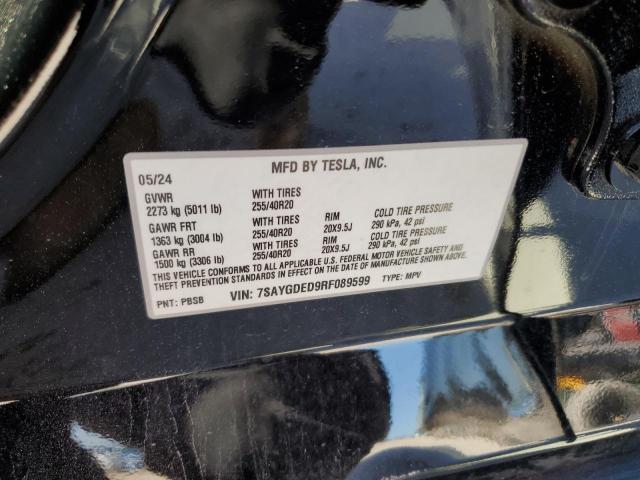 MFD BY TESLA, INC.
05/24
GVWR WITH TIRES
2273 kg (5011 lb) 255/40R20
GAWR FRT WITH TIRES RIM COLD TIRE PRESSURE
1363 kg (3004 lb) 255/40R20 20X9.5J 290 kPa, 42 psi
GAWR RR WITH TIRES RIM COLD TIRE PRESSURE
1500 kg (3306 lb) 255/40R20 20X9.5J 290 kPa, 42 psi
THIS VEHICLE CONFORMS TO ALL APPLICABLE U.S. FEDERAL MOTOR VEHICLE SAFETY AND
THEFT PREVENTION STANDARDS IN EFFECT ON THE DATE OF MANUFACTURE SHOWN ABOVE.
PNT: PBSB VIN: 7SAYGDED9RF089599 TYPE: MPV